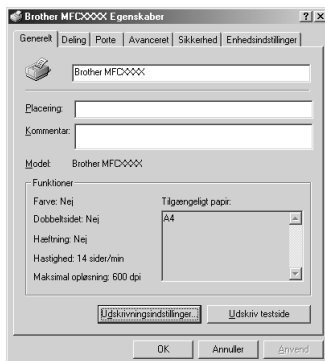 Brother MFCXXXX Egenskaber
Generelt Deling Porte Avanceret Sikkerhed Enhedsindstillinger
Brother MFCXXXX
Placering:
Kommentar:
Model: Brother MFCXXXX
Funktioner
Farve: Nej Tilgængeligt papir:
Dobbeltsidet: Nej A4
Hæftning: Nej
Hastighed: 14 sider/min
Maksimal opløsning: 600 dpi
Udskrivningsindstillinger... Udskriv testside
OK Annuller Anvend